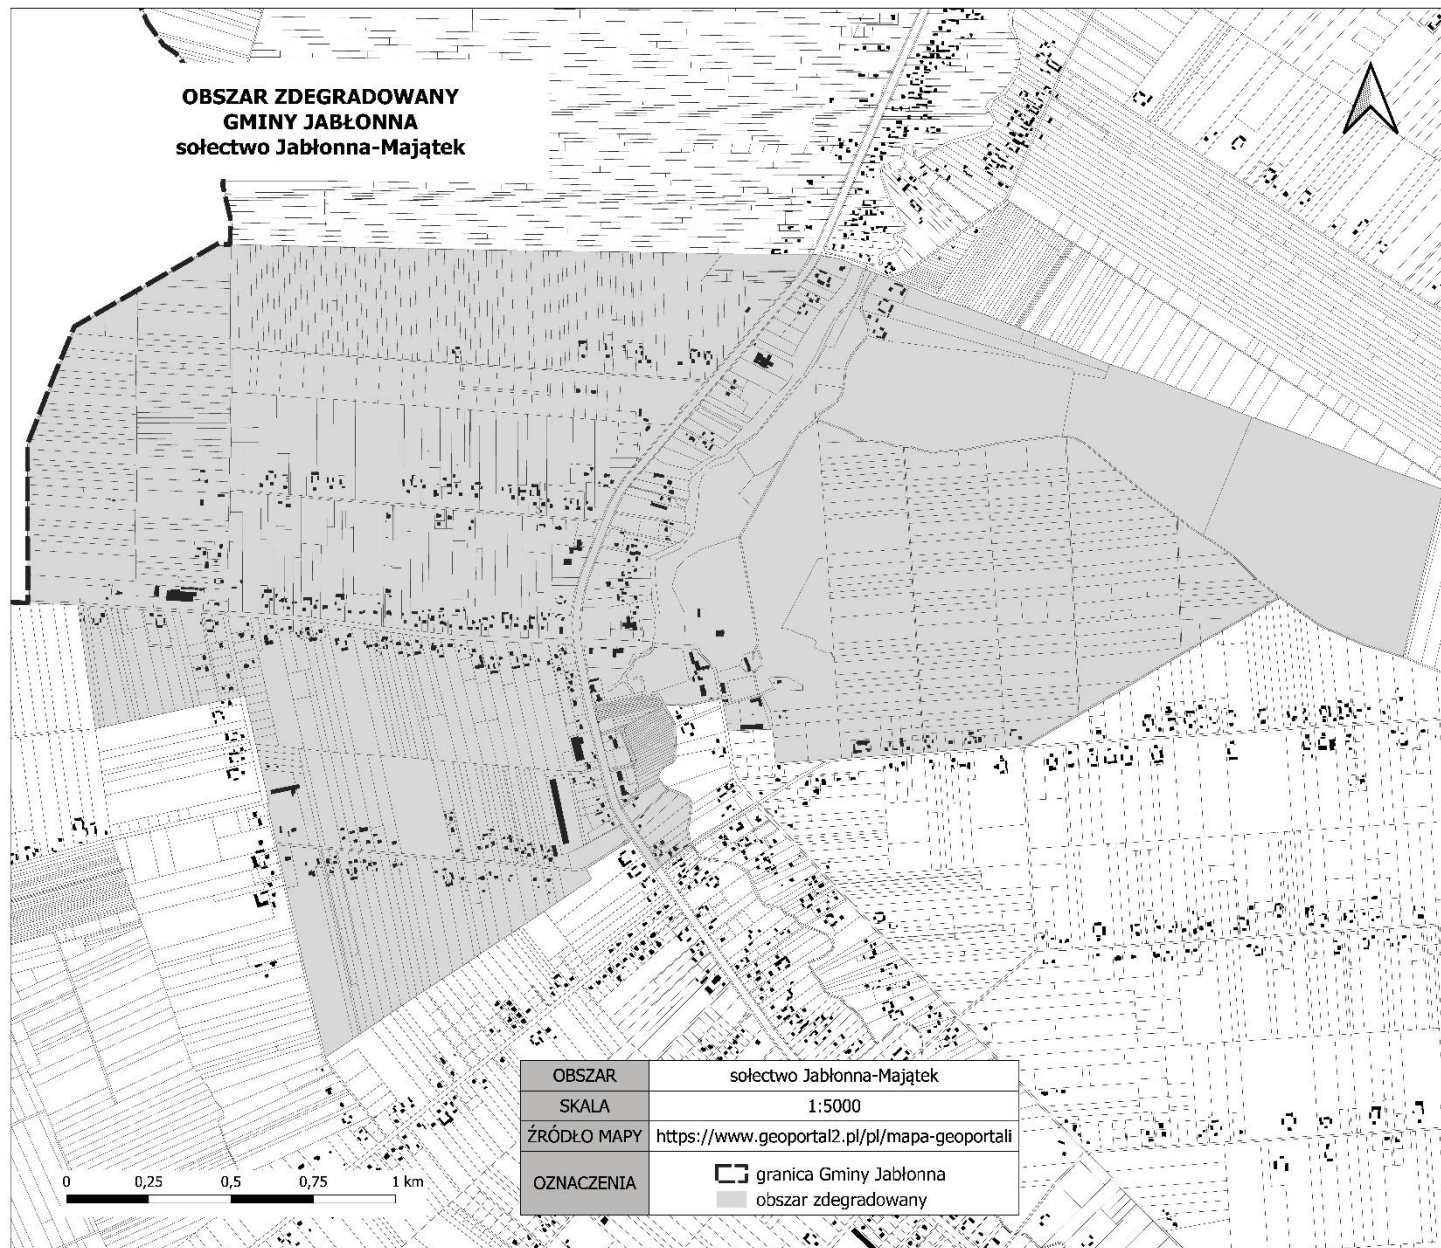 OBSZAR ZDEGRADOWANY
GMINY JABŁONNA
sołectwo Jabłonna-Majątek
OBSZAR sołectwo Jabłonna-Majątek
SKALA 1:5000
ŹRÓDŁO MAPY https://www.geoportal2.pl/pl/mapa-geoportali
OZNACZENIA granica Gminy Jabłonna
obszar zdegradowany
0 0,25 0,5 0,75 1 km